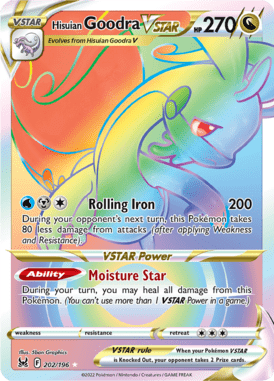 VSTAR Hisuian Goodra VSTAR HP 270
Evolves from Hisuian Goodra V
Rolling Iron 200
During your opponent's next turn, this Pokémon takes
80 less damage from attacks (after applying Weakness
and Resistance).
VSTAR Power
Ability Moisture Star
During your turn, you may heal all damage from this
Pokémon. (You can't use more than 1 VSTAR Power in a game.)
weakness resistance retreat
VSTAR rule When your Pokémon VSTAR
is Knocked Out, your opponent takes 2 Prize cards.
Illus. 5ban Graphics
F 202/196
©2022 Pokémon / Nintendo / Creatures / GAME FREAK